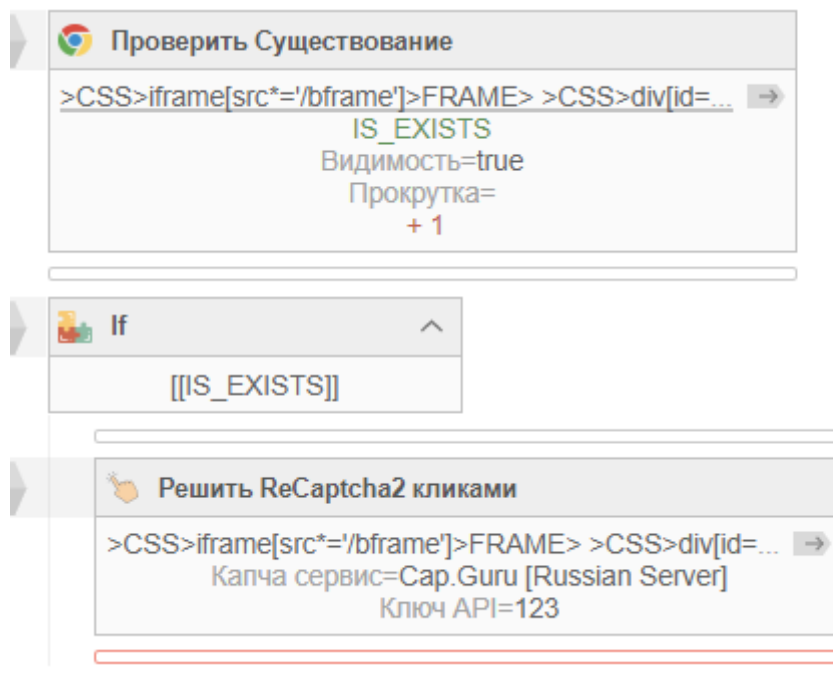 Проверить Существование
>CSS>iframe[src*='/bframe']>FRAME> >CSS>div[id=...
IS_EXISTS
Видимость=true
Прокрутка=
+ 1
If
[[IS_EXISTS]]
Решить ReCaptcha2 кликами
>CSS>iframe[src*='/bframe']>FRAME> >CSS>div[id=...
Капча сервис=Cap.Guru [Russian Server]
Ключ API=123